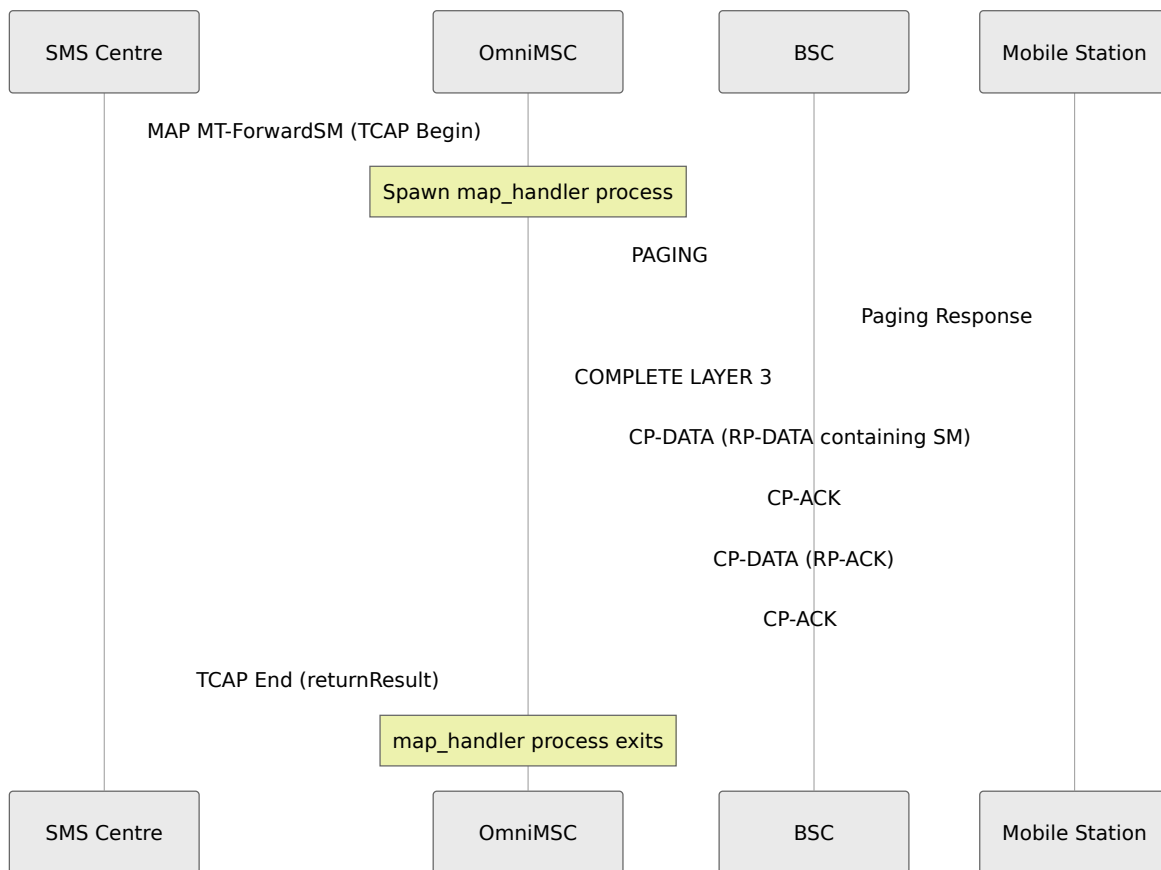 SMS Centre
OmniMSC
BSC
Mobile Station
MAP MT-ForwardSM (TCAP Begin)
Spawn map_handler process
PAGING
Paging Response
COMPLETE LAYER 3
CP-DATA (RP-DATA containing SM)
CP-ACK
CP-DATA (RP-ACK)
CP-ACK
TCAP End (returnResult)
map_handler process exits
SMS Centre
OmniMSC
BSC
Mobile Station